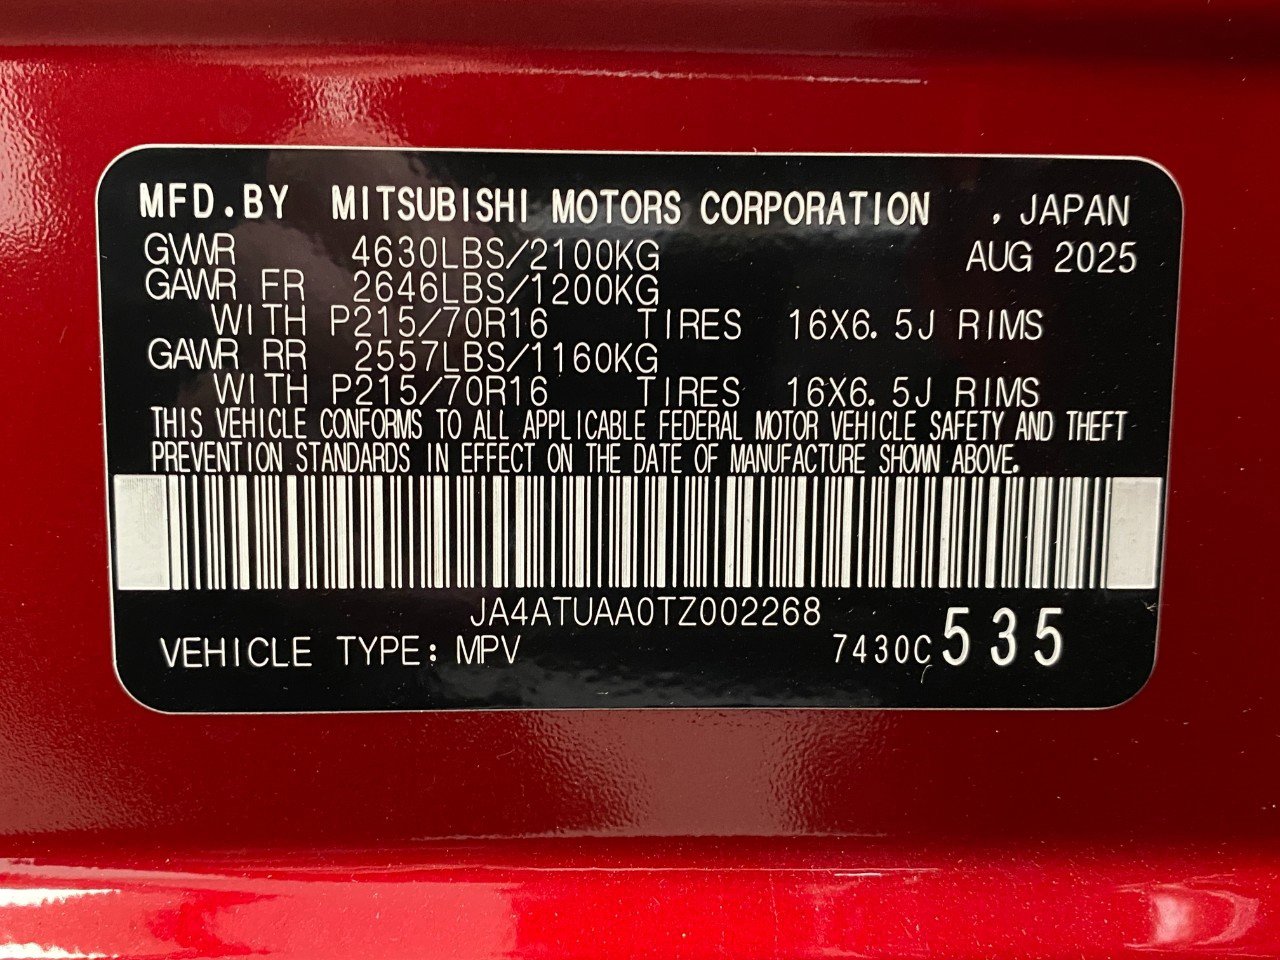 MFD.BY MITSUBISHI MOTORS CORPORATION , JAPAN
GVWR 4630LBS/2100KG AUG 2025
GAWR FR 2646LBS/1200KG
WITH P215/70R16 TIRES 16X6.5J RIMS
GAWR RR 2557LBS/1160KG
WITH P215/70R16 TIRES 16X6.5J RIMS
THIS VEHICLE CONFORMS TO ALL APPLICABLE FEDERAL MOTOR VEHICLE SAFETY AND THEFT
PREVENTION STANDARDS IN EFFECT ON THE DATE OF MANUFACTURE SHOWN ABOVE.
JA4ATUAA0TZ002268
VEHICLE TYPE: MPV 7430C 535